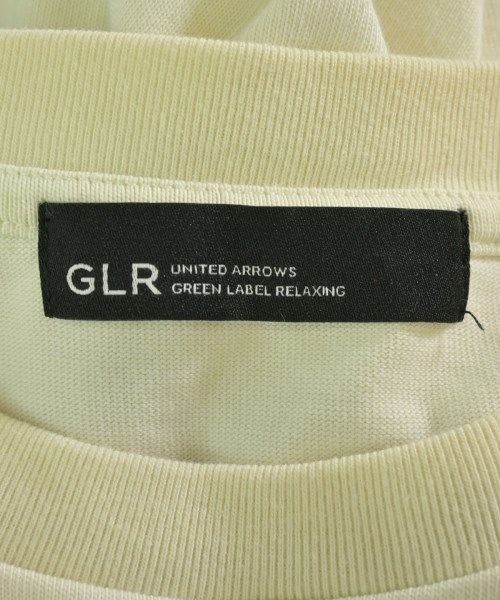 GLR
UNITED ARROWS
GREEN LABEL RELAXING